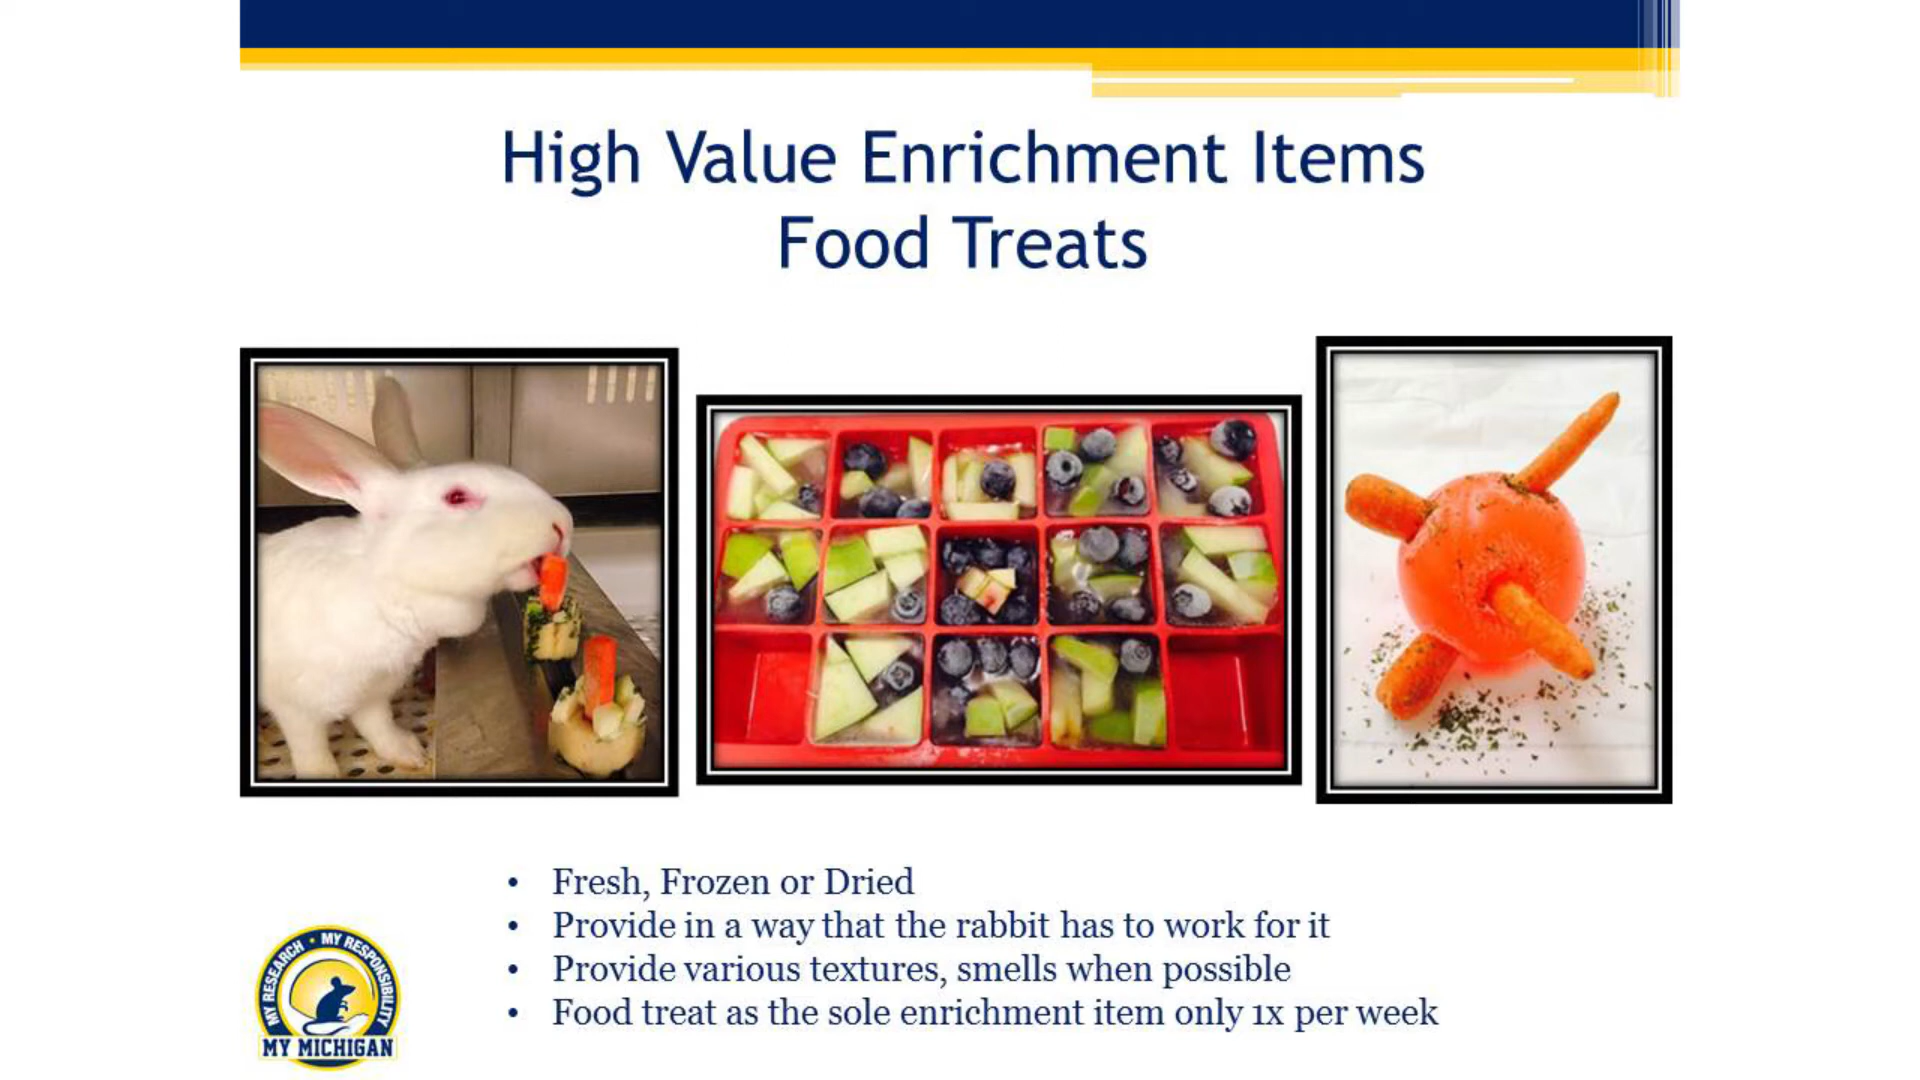 High Value Enrichment Items
Food Treats
• Fresh, Frozen or Dried
• Provide in a way that the rabbit has to work for it
• Provide various textures, smells when possible
• Food treat as the sole enrichment item only 1x per week
MY RESEARCH • MY RESPONSIBILITY
MY MICHIGAN